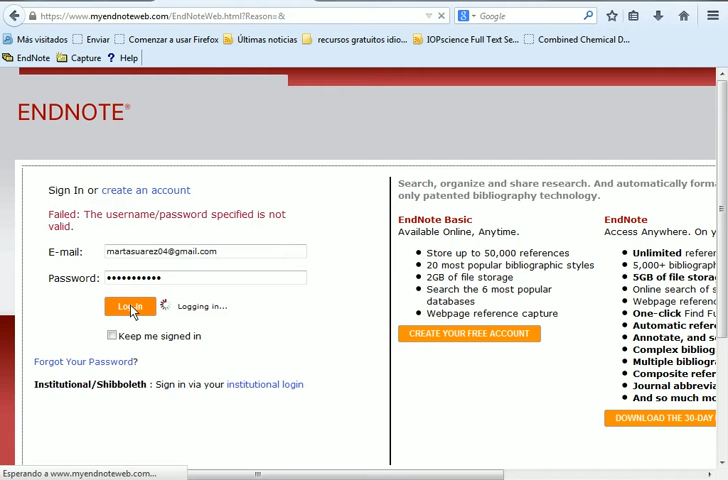 https://www.myendnoteweb.com/EndNoteWeb.html?Reason=&
Google
Más visitados
Enviar
Comenzar a usar Firefox
Últimas noticias
recursos gratuitos idio...
IOPscience Full Text Se...
Combined Chemical D...
EndNote
Capture
? Help
ENDNOTE®
Sign In or create an account
Failed: The username/password specified is not
valid.
E-mail:
martasuarez04@gmail.com
Password:
Logging in...
Keep me signed in
Forgot Your Password?
Institutional/Shibboleth : Sign in via your institutional login
Search, organize and share research. And automatically
only patented bibliography technology.
EndNote Basic
Available Online, Anytime.
Store up to 50,000 references
20 most popular bibliographic styles
2GB of file storage
Search the 6 most popular
databases
Webpage reference capture
CREATE YOUR FREE ACCOUNT
EndNote
Access Anywhere. On y
Unlimited refere
5,000+ bibliograph
5GB of file stora
Online search of
Webpage referenc
One-click Find Fu
Automatic refer
Annotate, and s
Complex bibliog
Multiple bibliogra
Composite refer
Journal abbrevia
And so much mo
DOWNLOAD THE 30-DAY
Esperando a www.myendnoteweb.com...